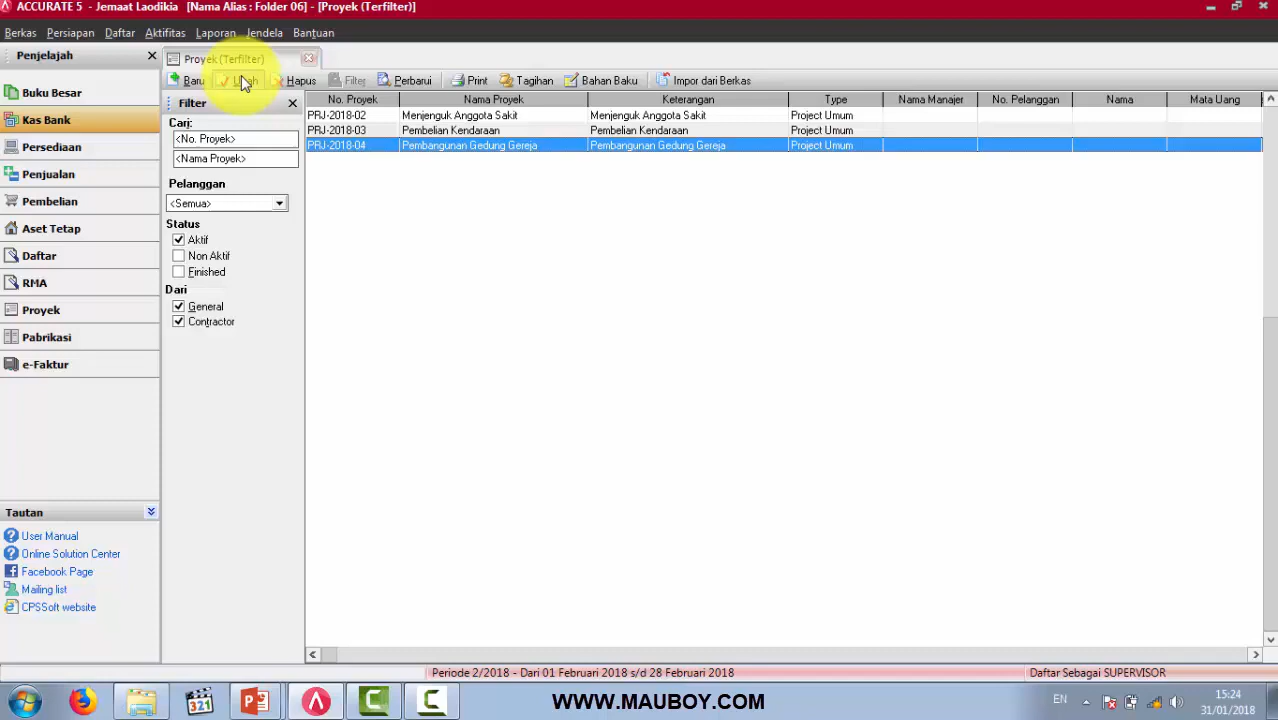 ACCURATE 5 - Jemaat Laodikia [Nama Alias : Folder 06] - [Proyek (Terfilter)]
Berkas Persiapan Daftar Aktifitas Laporan Jendela Bantuan
Penjelajah
Proyek (Terfilter)
Baru Ubah Hapus Filter Perbarui Print Tagihan Bahan Baku Impor dari Berkas
Buku Besar
Kas Bank
Persediaan
Penjualan
Pembelian
Aset Tetap
Daftar
RMA
Proyek
Pabrikasi
e-Faktur
Filter
Cari:
<No. Proyek>
<Nama Proyek>
Pelanggan
<Semua>
Status
Aktif
Non Aktif
Finished
Dari
General
Contractor
No. Proyek Nama Proyek Keterangan Type Nama Manajer No. Pelanggan Nama Mata Uang
PRJ-2018-02 Menjenguk Anggota Sakit Menjenguk Anggota Sakit Project Umum
PRJ-2018-03 Pembelian Kendaraan Pembelian Kendaraan Project Umum
PRJ-2018-04 Pembangunan Gedung Gereja Pembangunan Gedung Gereja Project Umum
Tautan
User Manual
Online Solution Center
Facebook Page
Mailing list
CPSSoft website
Periode 2/2018 - Dari 01 Februari 2018 s/d 28 Februari 2018
Daftar Sebagai SUPERVISOR
321
WWW.MAUBOY.COM
EN
15:24
31/01/2018